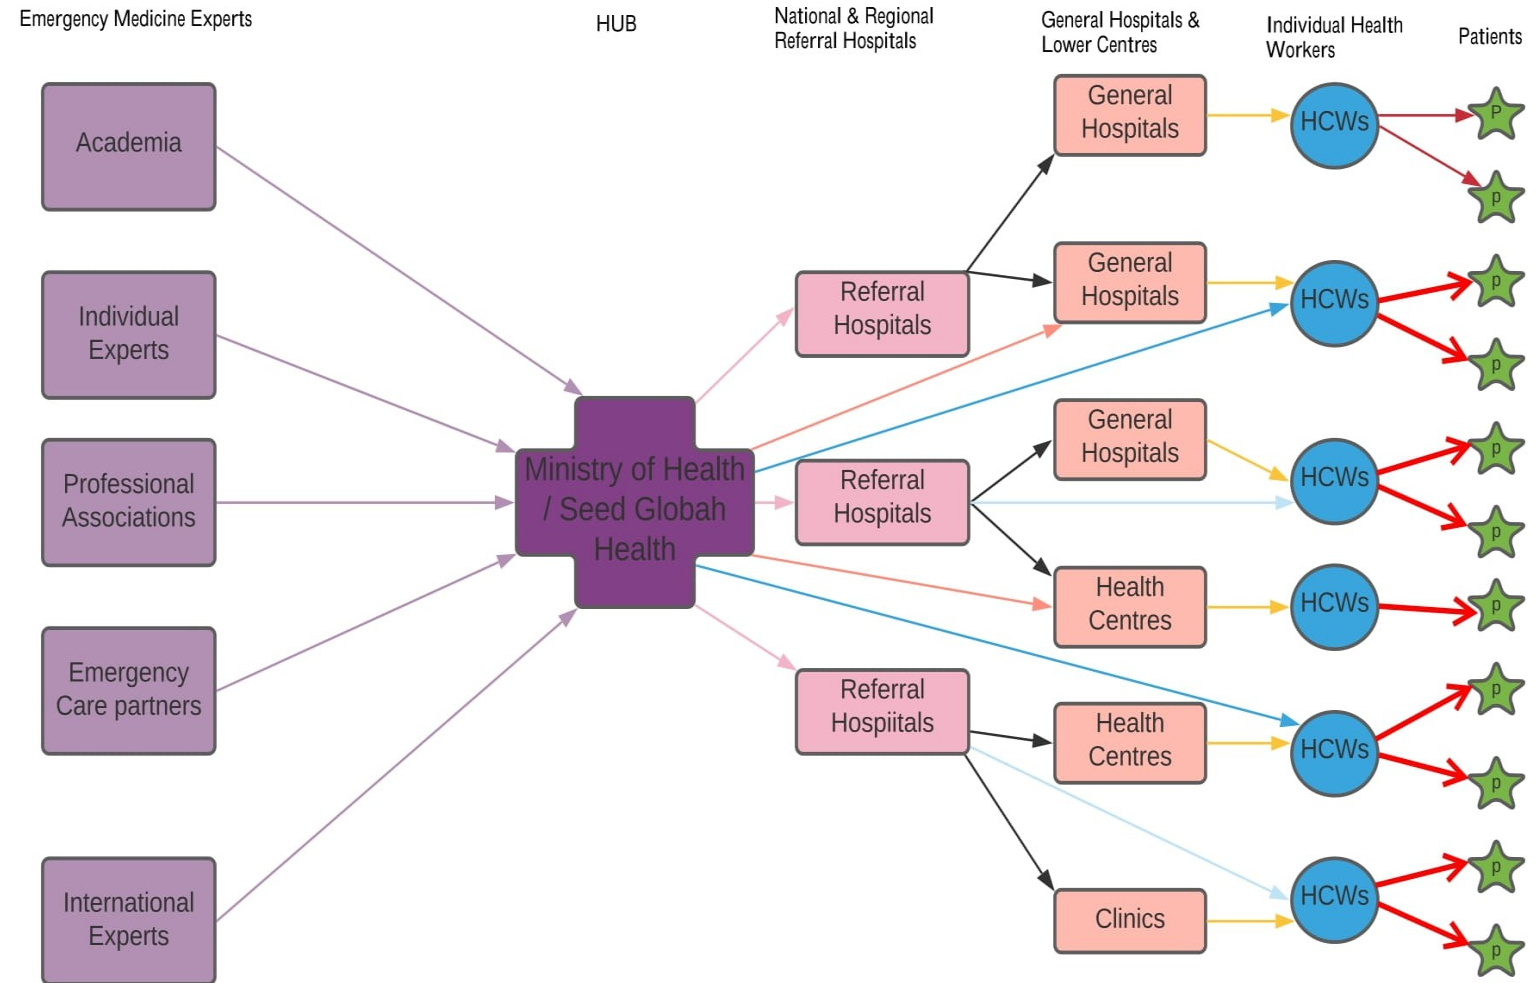 Emergency Medicine Experts
HUB
National & Regional
Referral Hospitals
General Hospitals &
Lower Centres
Individual Health
Workers
Patients
Academia
Individual
Experts
Professional
Associations
Emergency
Care partners
International
Experts
Ministry of Health
/ Seed Globah
Health
Referral
Hospitals
Referral
Hospitals
Referral
Hospiitals
General
Hospitals
General
Hospitals
General
Hospitals
Health
Centres
Health
Centres
Clinics
HCWs
HCWs
HCWs
HCWs
HCWs
HCWs
P
p
p
p
p
p
p
p
p
p
p